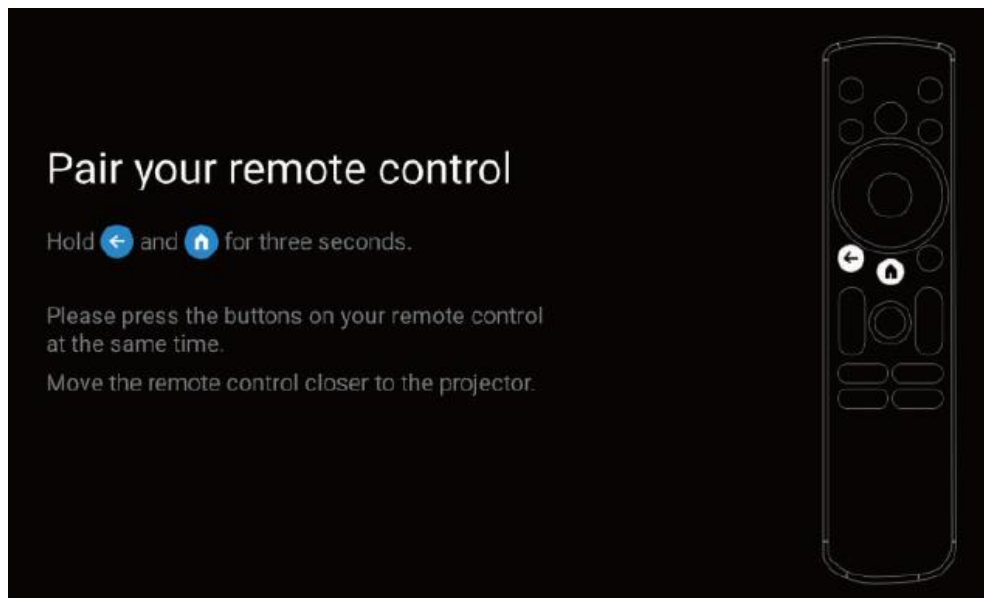 Pair your remote control
Hold and for three seconds.
Please press the buttons on your remote control
at the same time.
Move the remote control closer to the projector.